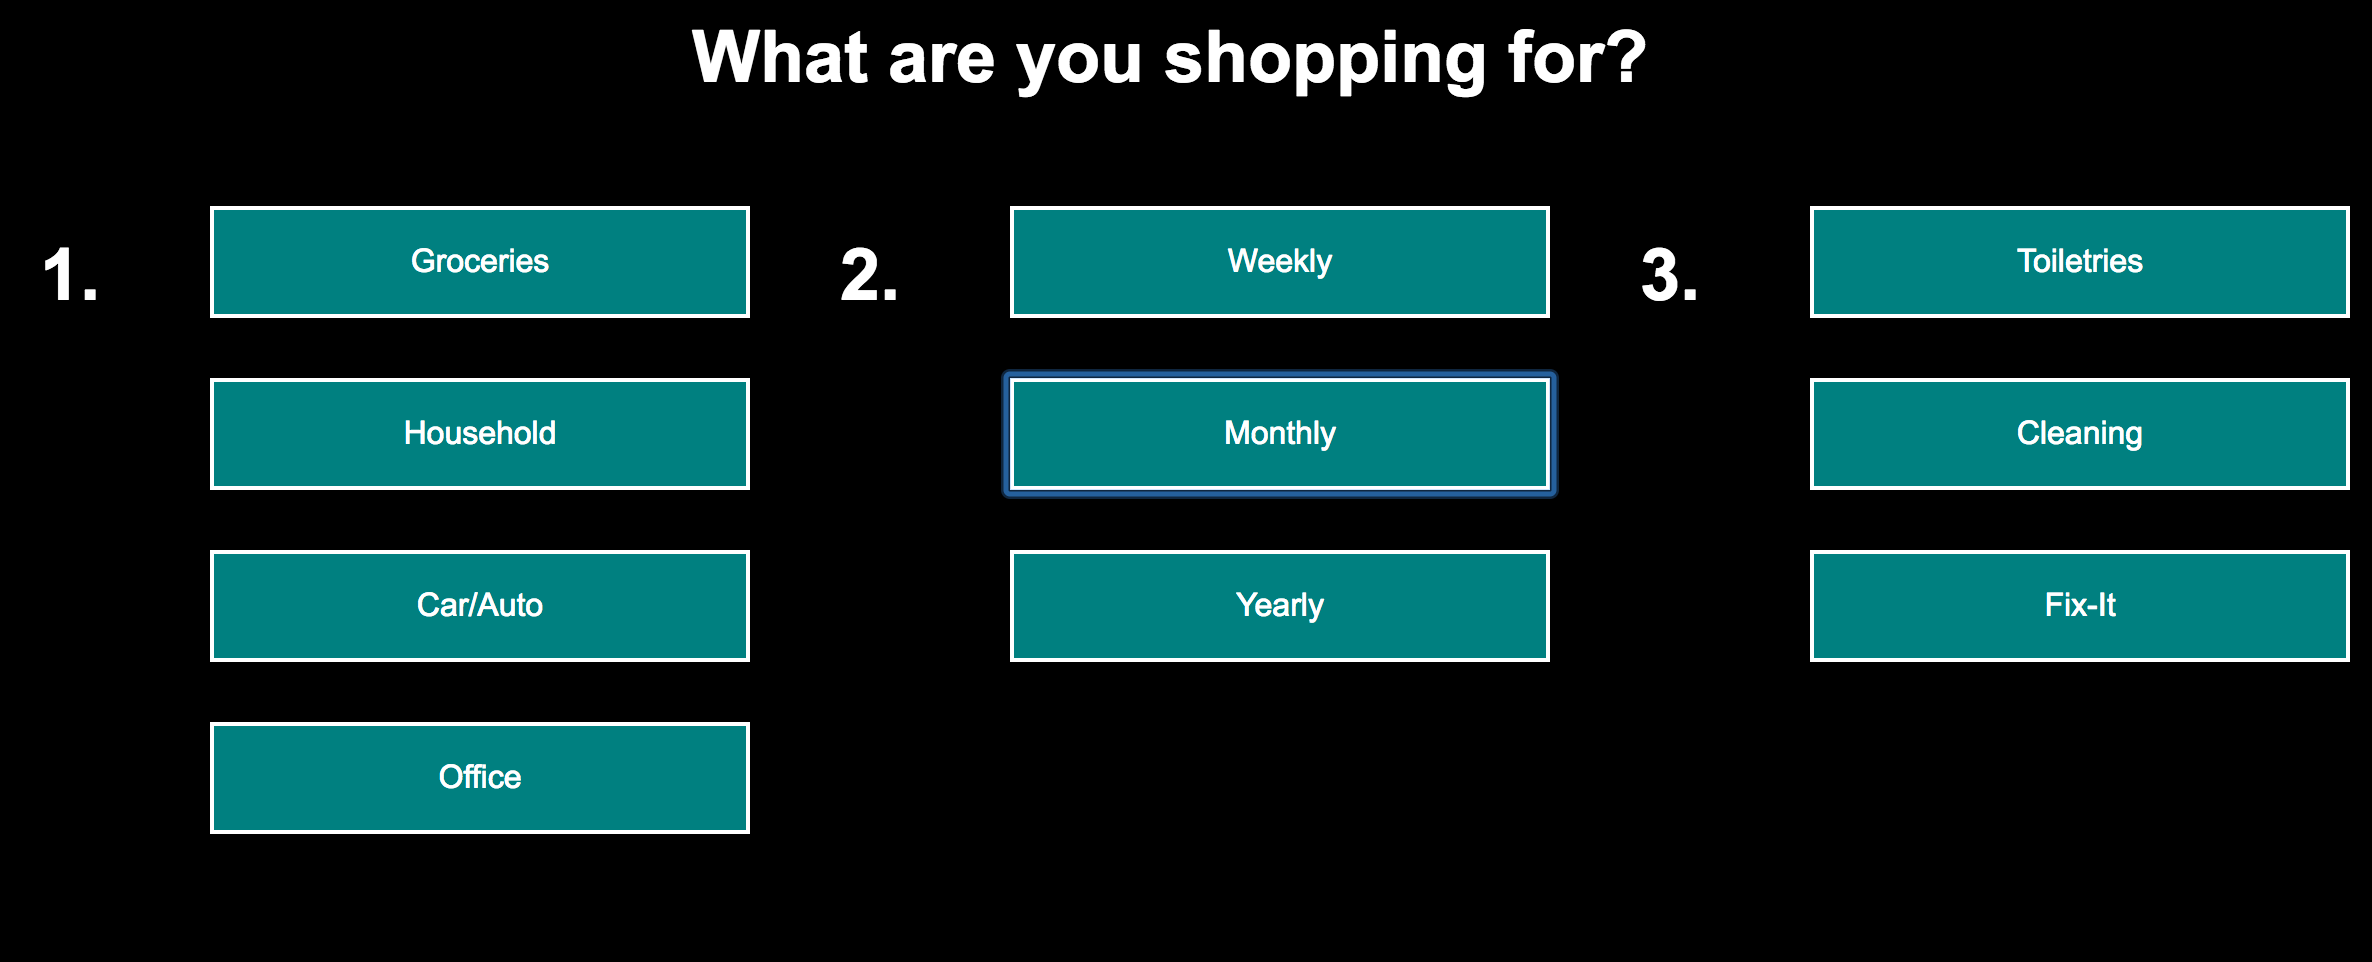 What are you shopping for?
1.
Groceries
Household
Car/Auto
Office
2.
Weekly
Monthly
Yearly
3.
Toiletries
Cleaning
Fix-It